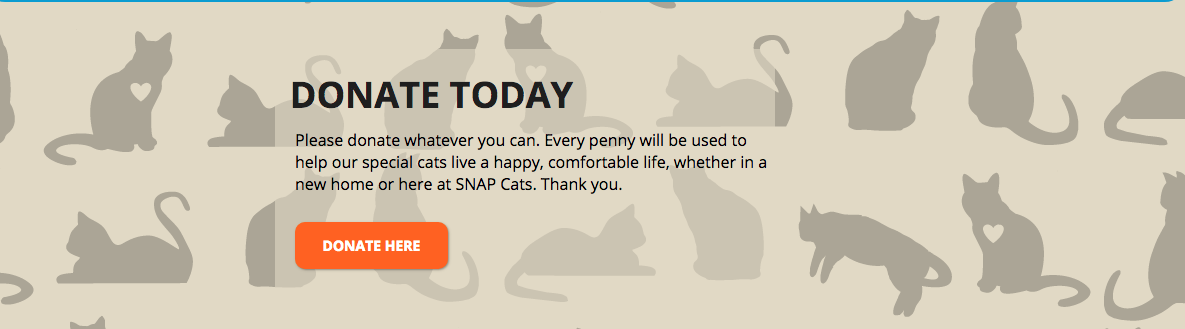 DONATE TODAY
Please donate whatever you can. Every penny will be used to
help our special cats live a happy, comfortable life, whether in a
new home or here at SNAP Cats. Thank you.
DONATE HERE